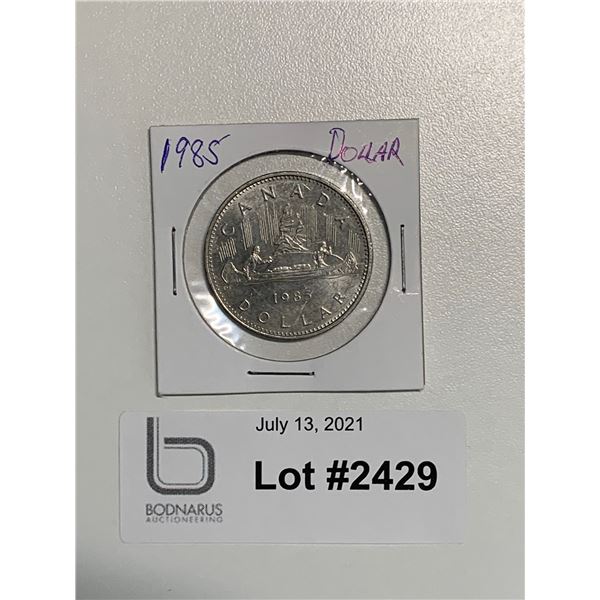 1985 DOLLAR
CANADA
1985
DOLLAR
July 13, 2021
Lot #2429
BODNARUS
AUCTIONEERING